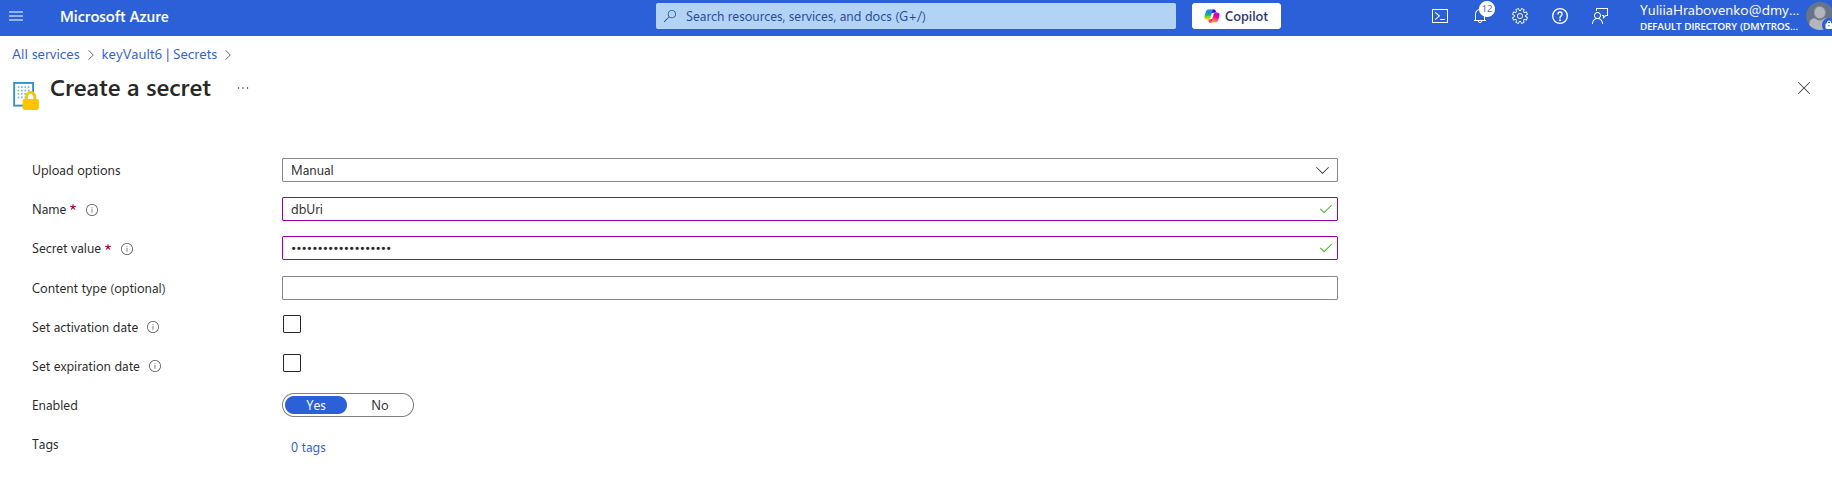 Microsoft Azure
Search resources, services, and docs (G+/)
Copilot
12
YuliiaHrabovenko@dmy...
DEFAULT DIRECTORY (DMYTROS...
All services > keyVault6 | Secrets >
Create a secret ...
Upload options
Manual
Name *
dbUri
Secret value *
•••••••••••••••••••
Content type (optional)
Set activation date
Set expiration date
Enabled
Yes No
Tags
0 tags